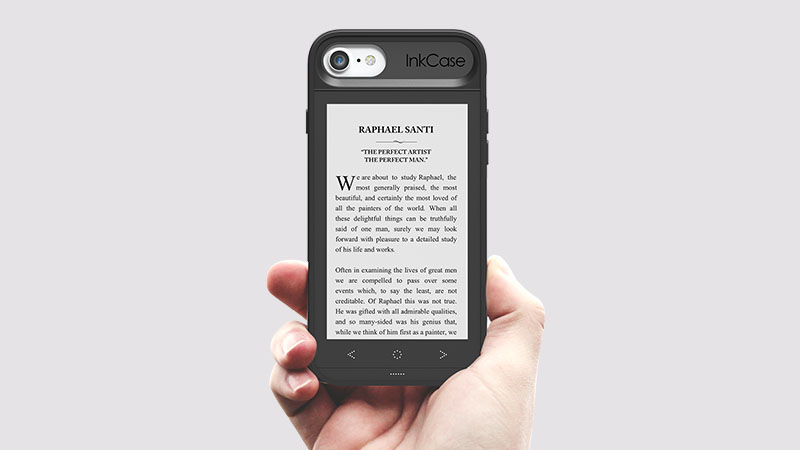 InkCase
RAPHAEL SANTI
"THE PERFECT ARTIST
THE PERFECT MAN."
We are about to study Raphael, the
most generally praised, the most
beautiful, and certainly the most loved of
all the painters of the world. When all
these delightful things can be truthfully
said of one man, surely we may look
forward with pleasure to a detailed study
of his life and works.
Often in examining the lives of great men
we are compelled to pass over some
events which, to say the least, are not
creditable. Of Raphael this was not true.
He was gifted with all admirable qualities,
and so many-sided was his genius that,
while we think of him first as a painter, we